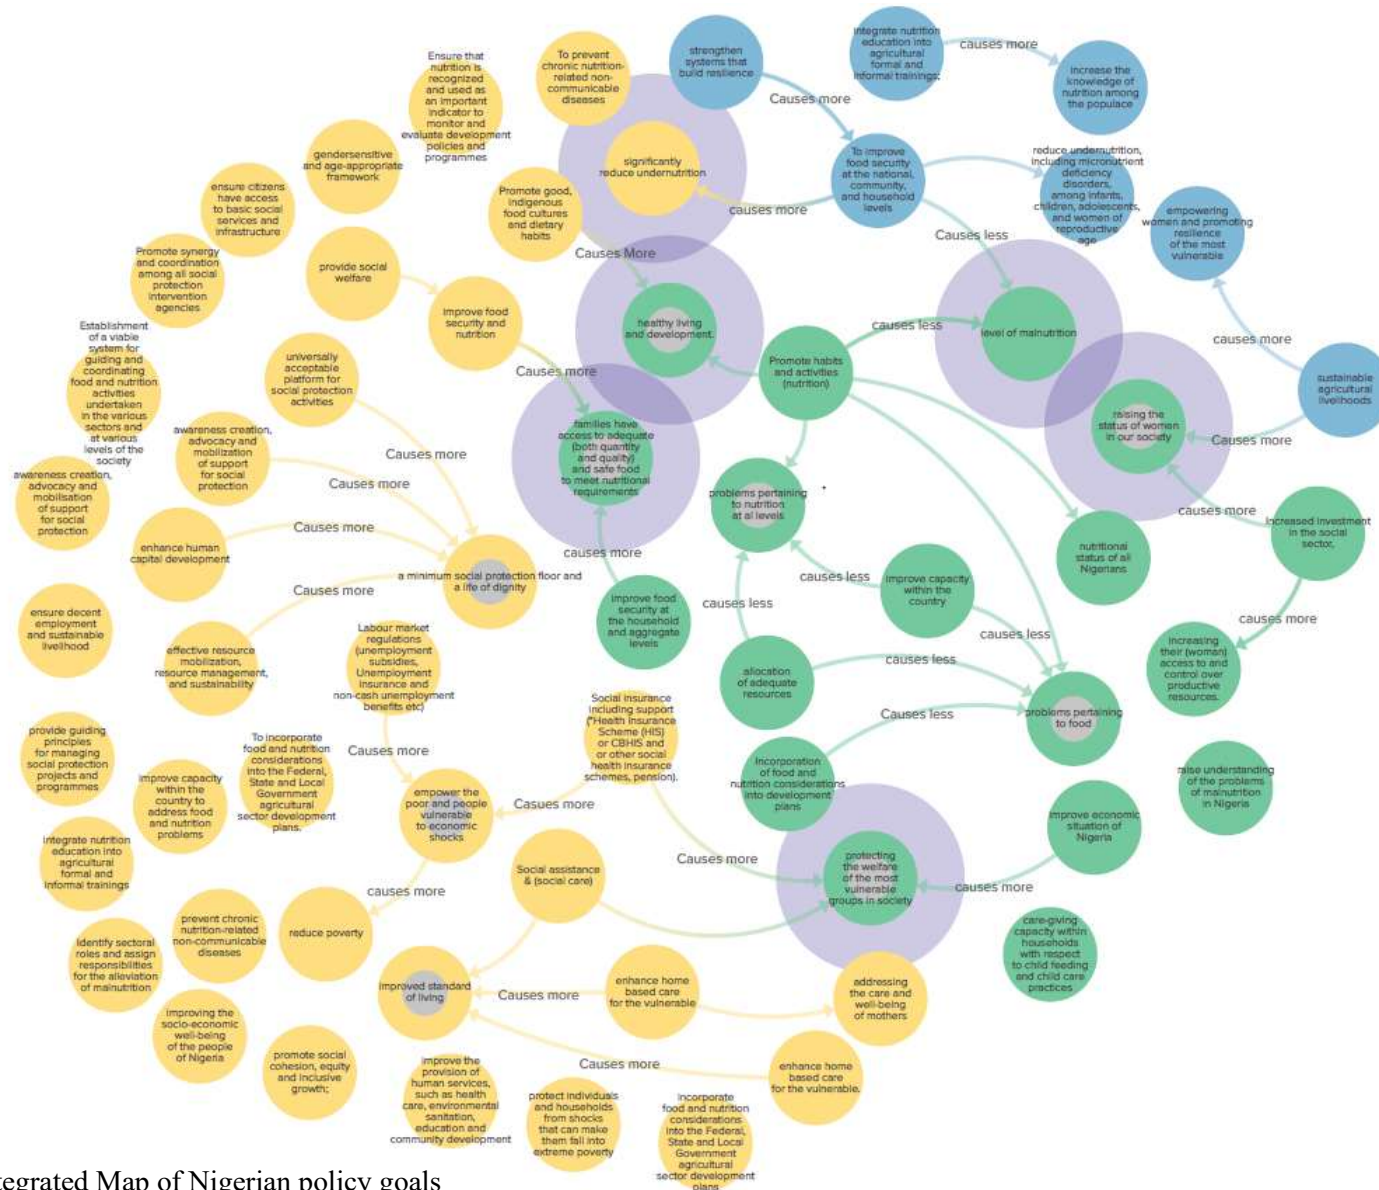 Ensure that
nutrition is
recognized
and used as
an important
indicator to
monitor and
evaluate development
policies and
programmes
To prevent
chronic nutrition-
related non-
communicable
diseases
strengthen
systems that
build resilience
integrate nutrition
education into
agricultural
formal and
informal trainings;
causes more
increase the
knowledge of
nutrition among
the populace
Causes more
gendersensitive
and age-appropriate
framework
significantly
reduce undernutrition
To improve
food security
at the national,
community,
and household
levels
reduce undernutrition,
including micronutrient
deficiency
disorders,
among infants,
children, adolescents,
and women of
reproductive
age
ensure citizens
have access
to basic social
services and
infrastructure
Promote good,
indigenous
food cultures
and dietary
habits
causes more
Causes less
empowering
women and promoting
resilience
of the most
vulnerable
Promote synergy
and coordination
among all social
protection
intervention
agencies
provide social
welfare
Causes More
improve food
security and
nutrition
healthy living
and development.
causes less
level of malnutrition
causes more
Establishment
of a viable
system for
guiding and
coordinating
food and nutrition
activities
undertaken
in the various
sectors and
at various
levels of the
society
universally
acceptable
platform for
social protection
activities
Causes more
Promote habits
and activities
(nutrition)
sustainable
agricultural
livelihoods
awareness creation,
advocacy and
mobilization
of support
for social
protection
Causes more
families have
access to adequate
(both quantity
and quality)
and safe food
to meet nutritional
requirements
raising the
status of women
in our society
Causes more
awareness creation,
advocacy and
mobilisation
of support
for social
protection
Causes more
problems pertaining
to nutrition
at al levels
causes more
increased investment
in the social
sector,
enhance human
capital development
Causes more
causes more
nutritional
status of all
Nigerians
a minimum social protection floor and
a life of dignity
causes less
improve capacity
within the
country
Causes more
causes less
improve food
security at
the household
and aggregate
levels
causes less
causes more
ensure decent
employment
and sustainable
livelihood
effective resource
mobilization,
resource management,
and sustainability
Labour market
regulations
(unemployment
subsidies,
Unemployment
insurance and
non-cash unemployment
benefits etc)
causes less
allocation
of adequate
resources
increasing
their (woman)
access to and
control over
productive
resources.
Social insurance
including support
("Health Insurance
Scheme (HIS)
or CBHIS and
or other social
health insurance
schemes, pension).
Causes less
problems pertaining
to food
provide guiding
principles
for managing
social protection
projects and
programmes
To incorporate
food and nutrition
considerations
into the Federal,
State and Local
Government
agricultural
sector development
plans.
Causes more
Incorporation
of food and
nutrition considerations
into development
plans
raise understanding
of the problems
of malnutrition
in Nigeria
improve capacity
within the
country to
address food
and nutrition
problems
empower the
poor and people
vulnerable
to economic
shocks
Casues more
improve economic
situation of
Nigeria
integrate nutrition
education into
agricultural
formal and
informal trainings
causes more
Social assistance
& (social care)
Causes more
protecting
the welfare
of the most
vulnerable
groups in society
causes more
prevent chronic
nutrition-related
non-communicable
diseases
reduce poverty
care-giving
capacity within
households
with respect
to child feeding
and child care
practices
Identify sectoral
roles and assign
responsibilities
for the alleviation
of malnutrition
improved standard
of living
Causes more
enhance home
based care
for the vulnerable
addressing
the care and
well-being
of mothers
improving the
socio-economic
well-being
of the people
of Nigeria
promote social
cohesion, equity
and inclusive
growth;
Causes more
enhance home
based care
for the vulnerable.
improve the
provision of
human services,
such as health
care, environmental
sanitation,
education and
community development
protect individuals
and households
from shocks
that can make
them fall into
extreme poverty
incorporate
food and nutrition
considerations
into the Federal,
State and Local
Government
agricultural
sector development
plans
tegrated Map of Nigerian policy goals